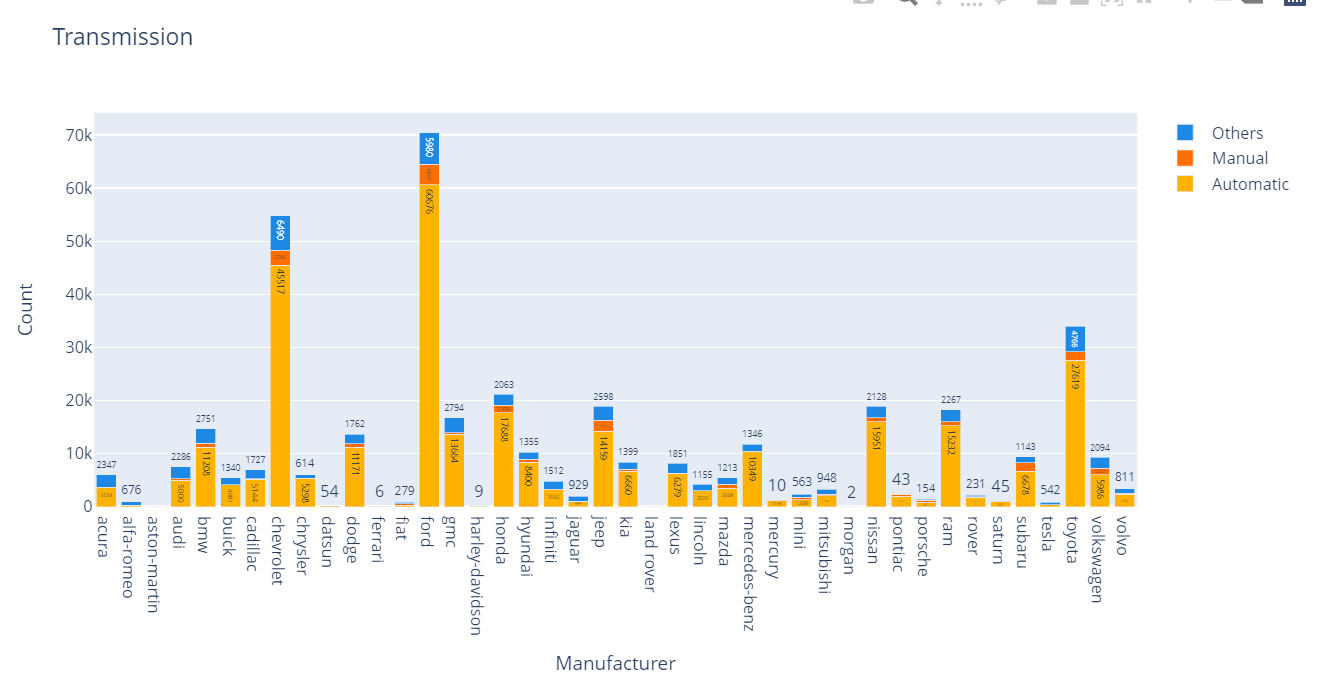 Transmission
Others
Manual
Automatic
Count
70k
60k
50k
40k
30k
20k
10k
0
2347
676
2286
2751
1340
1727
6490
614
54
1762
6
279
5980
2794
9
2063
1355
1512
929
2598
1399
1851
1155
1213
1346
10
563
948
2
2128
43
154
2267
231
45
1143
542
4766
2094
811
5000
11208
5144
45517
5298
11171
60676
13664
17688
8400
14159
6660
6279
10349
15951
15232
6678
27619
5986
acura
alfa-romeo
aston-martin
audi
bmw
buick
cadillac
chevrolet
chrysler
datsun
dodge
ferrari
fiat
ford
gmc
harley-davidson
honda
hyundai
infiniti
jaguar
jeep
kia
land rover
lexus
lincoln
mazda
mercedes-benz
mercury
mini
mitsubishi
morgan
nissan
pontiac
porsche
ram
rover
saturn
subaru
tesla
toyota
volkswagen
volvo
Manufacturer